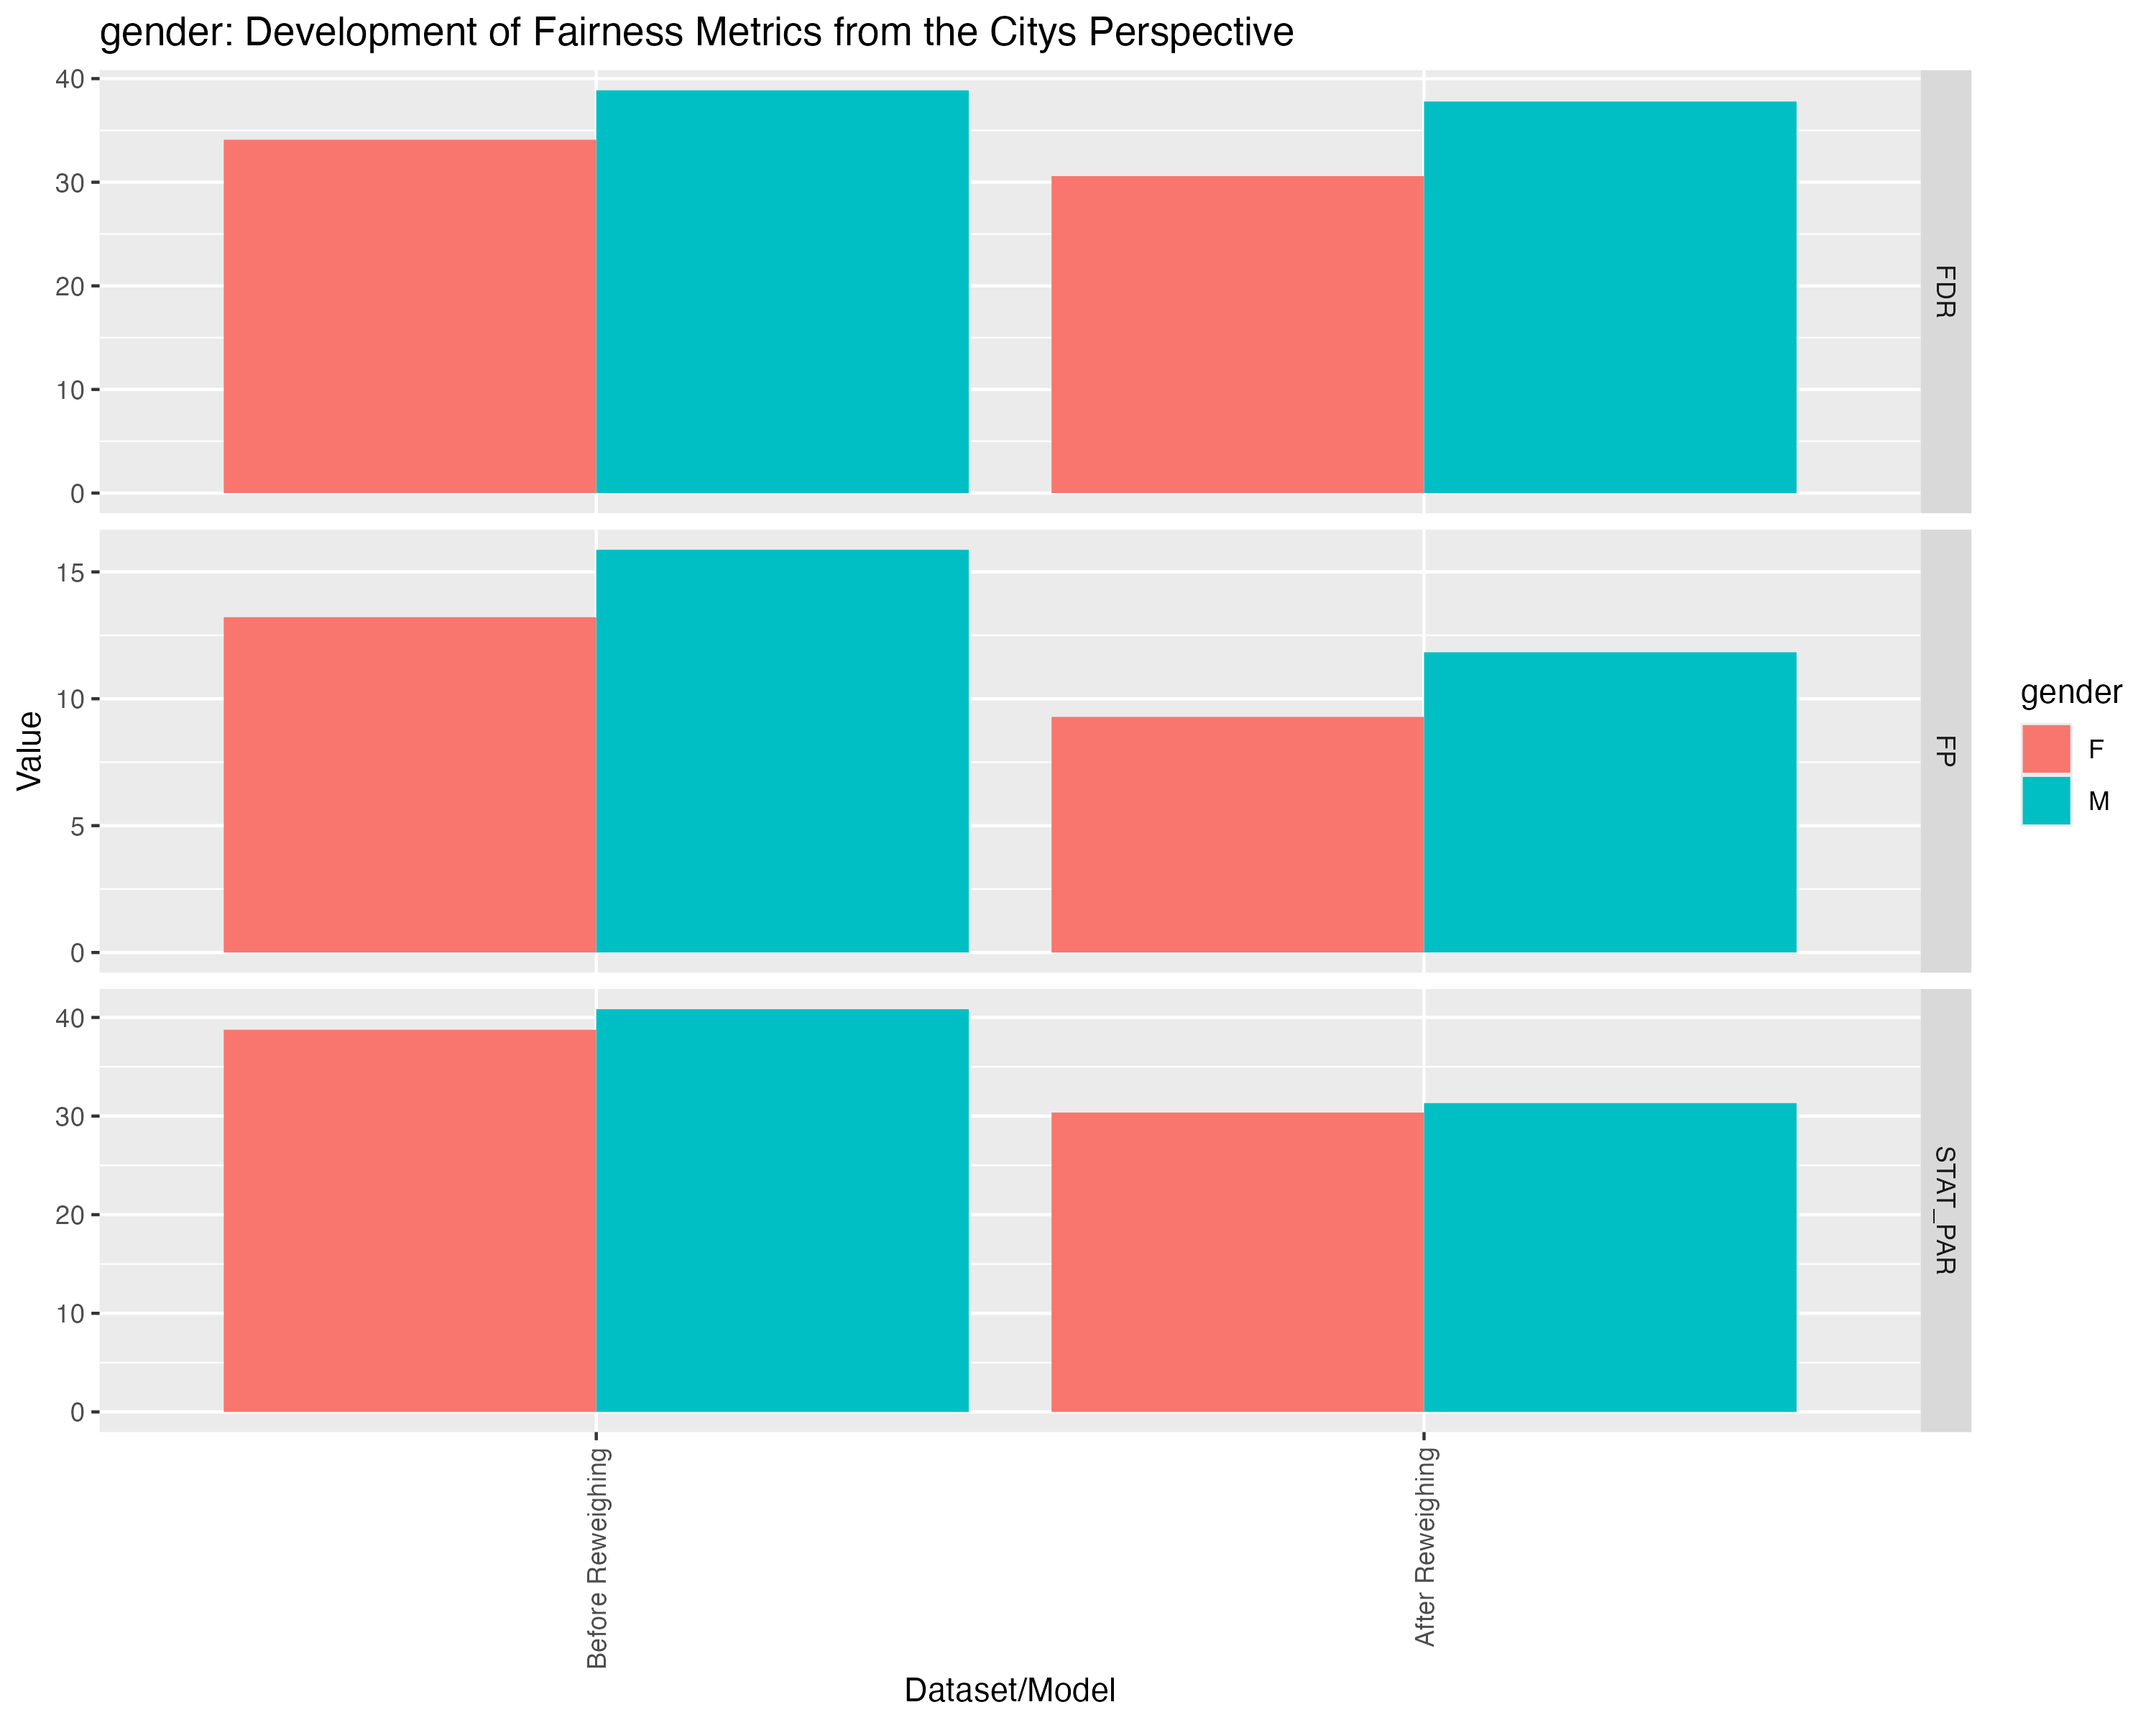 gender: Development of Fairness Metrics from the Citys Perspective
40
30
20
10
0
FDR
15
10
5
0
FP
40
30
20
10
0
STAT_PAR
Value
Before Reweighing
After Reweighing
Dataset/Model
gender
F
M